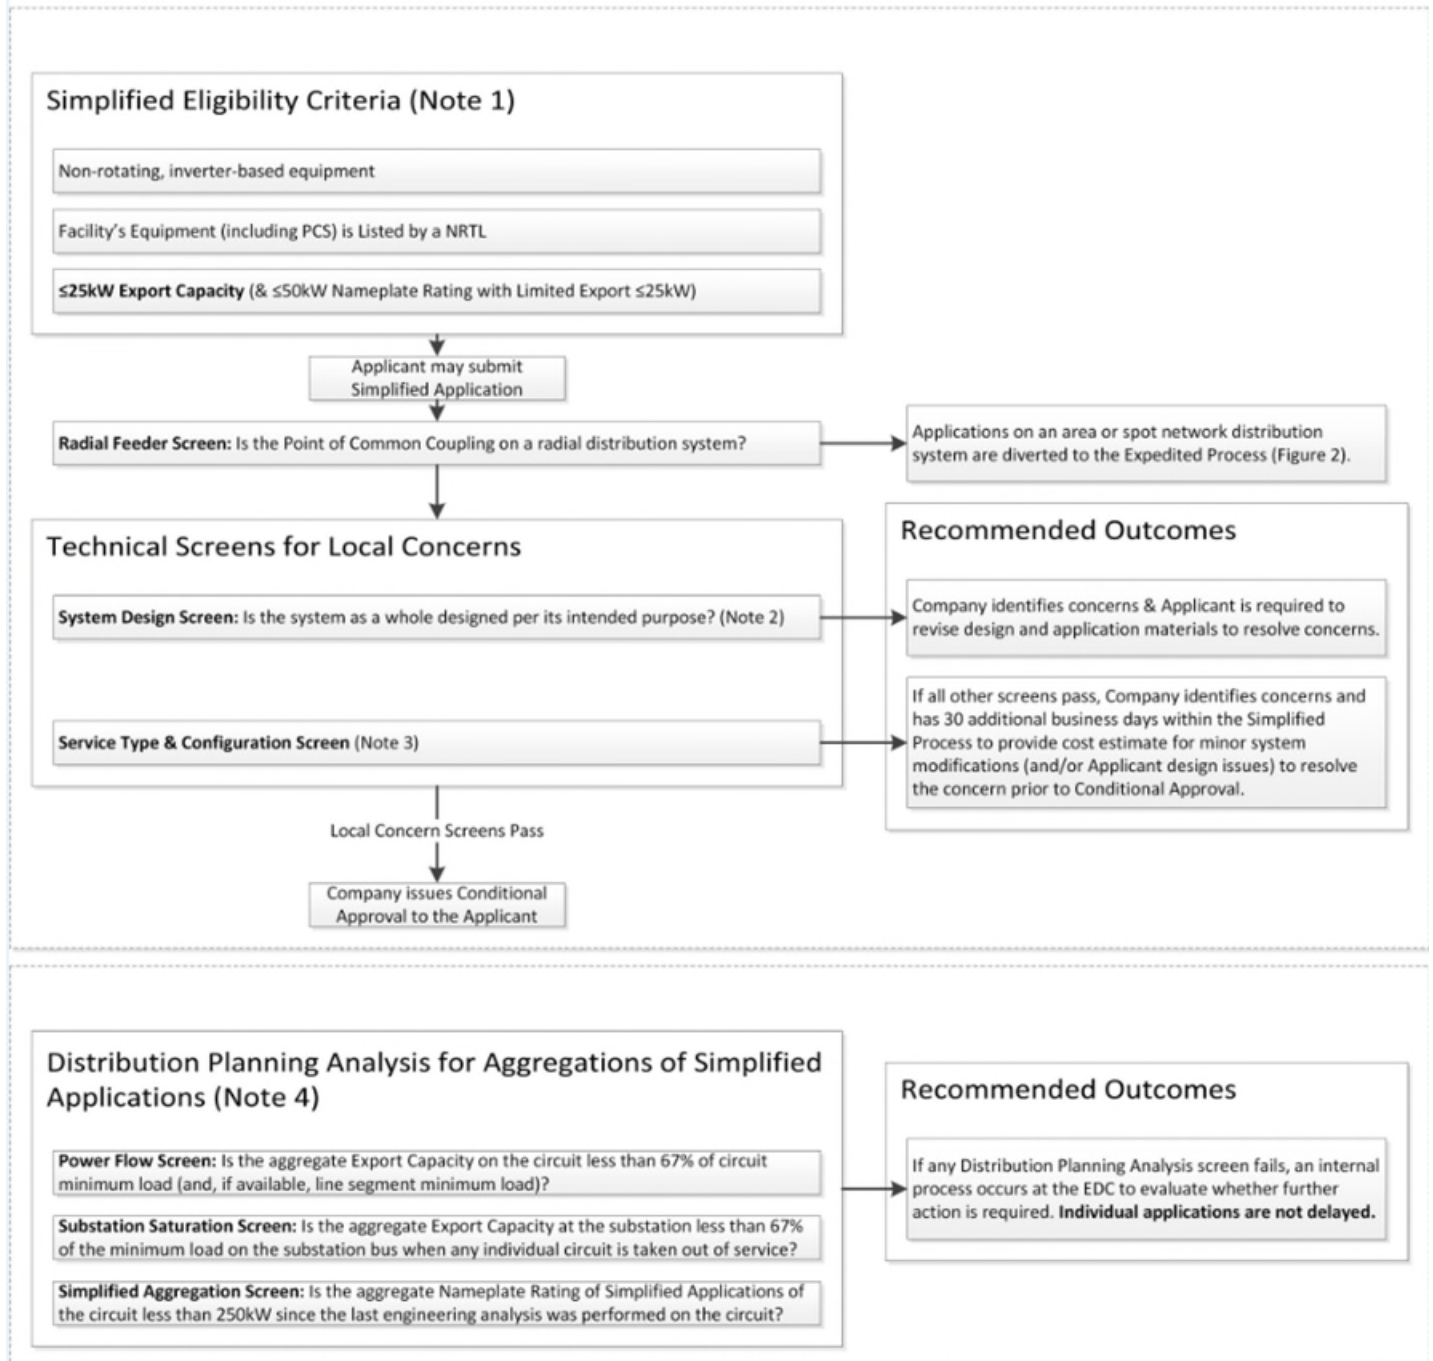 Simplified Eligibility Criteria (Note 1)
Non-rotating, inverter-based equipment
Facility's Equipment (including PCS) is Listed by a NRTL
≤25kW Export Capacity (& ≤50kW Nameplate Rating with Limited Export ≤25kW)
Applicant may submit
Simplified Application
Radial Feeder Screen: Is the Point of Common Coupling on a radial distribution system?
Applications on an area or spot network distribution
system are diverted to the Expedited Process (Figure 2).
Technical Screens for Local Concerns
System Design Screen: Is the system as a whole designed per its intended purpose? (Note 2)
Service Type & Configuration Screen (Note 3)
Recommended Outcomes
Company identifies concerns & Applicant is required to
revise design and application materials to resolve concerns.
If all other screens pass, Company identifies concerns and
has 30 additional business days within the Simplified
Process to provide cost estimate for minor system
modifications (and/or Applicant design issues) to resolve
the concern prior to Conditional Approval.
Local Concern Screens Pass
Company issues Conditional
Approval to the Applicant
Distribution Planning Analysis for Aggregations of Simplified
Applications (Note 4)
Power Flow Screen: Is the aggregate Export Capacity on the circuit less than 67% of circuit
minimum load (and, if available, line segment minimum load)?
Substation Saturation Screen: Is the aggregate Export Capacity at the substation less than 67%
of the minimum load on the substation bus when any individual circuit is taken out of service?
Simplified Aggregation Screen: Is the aggregate Nameplate Rating of Simplified Applications of
the circuit less than 250kW since the last engineering analysis was performed on the circuit?
Recommended Outcomes
If any Distribution Planning Analysis screen fails, an internal
process occurs at the EDC to evaluate whether further
action is required. Individual applications are not delayed.